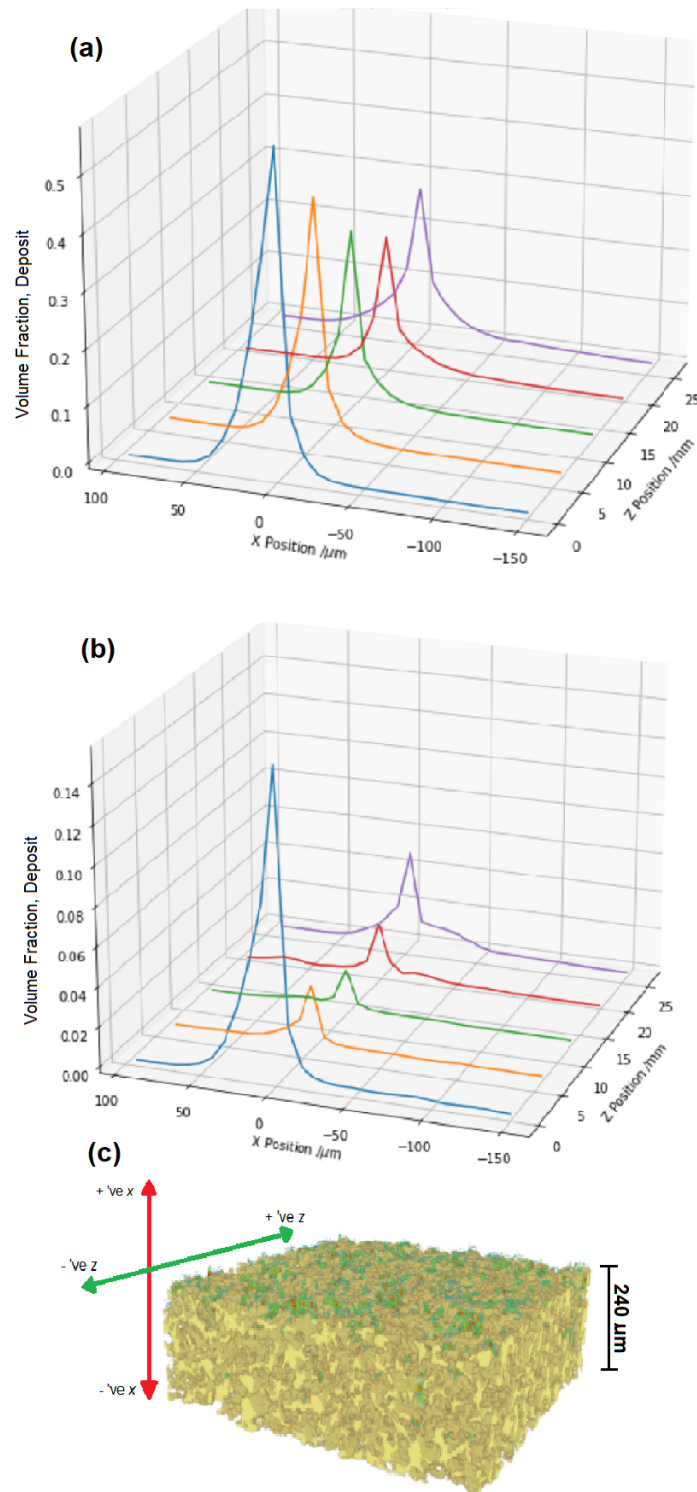 (a)
0.5
0.4
0.3
0.2
0.1
0.0
Volume Fraction, Deposit
100
50
0
−50
−100
−150
X Position /µm
0
5
10
15
20
25
Z Position /mm
(b)
0.14
0.12
0.10
0.08
0.06
0.04
0.02
0.00
Volume Fraction, Deposit
100
50
0
−50
−100
−150
X Position /µm
0
5
10
15
20
25
Z Position /mm
(c)
+ 've x
+ 've z
- 've z
- 've x
240 µm